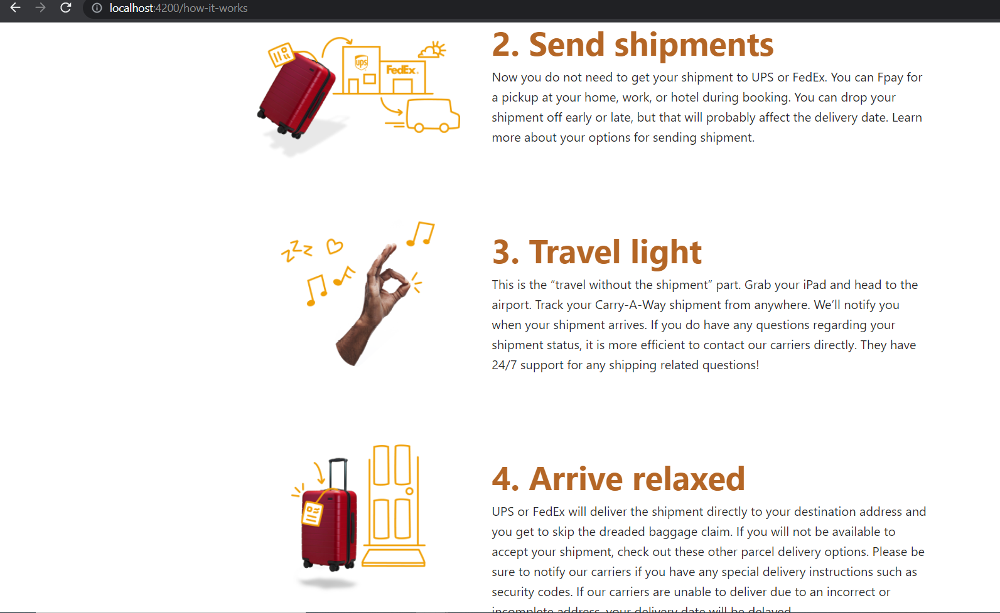 localhost:4200/how-it-works
ups
FedEx
2. Send shipments
Now you do not need to get your shipment to UPS or FedEx. You can Fpay for
a pickup at your home, work, or hotel during booking. You can drop your
shipment off early or late, but that will probably affect the delivery date. Learn
more about your options for sending shipment.
zzz
3. Travel light
This is the “travel without the shipment” part. Grab your iPad and head to the
airport. Track your Carry-A-Way shipment from anywhere. We’ll notify you
when your shipment arrives. If you do have any questions regarding your
shipment status, it is more efficient to contact our carriers directly. They have
24/7 support for any shipping related questions!
4. Arrive relaxed
UPS or FedEx will deliver the shipment directly to your destination address and
you get to skip the dreaded baggage claim. If you will not be available to
accept your shipment, check out these other parcel delivery options. Please be
sure to notify our carriers if you have any special delivery instructions such as
security codes. If our carriers are unable to deliver due to an incorrect or
incomplete address, your delivery date will be delayed.